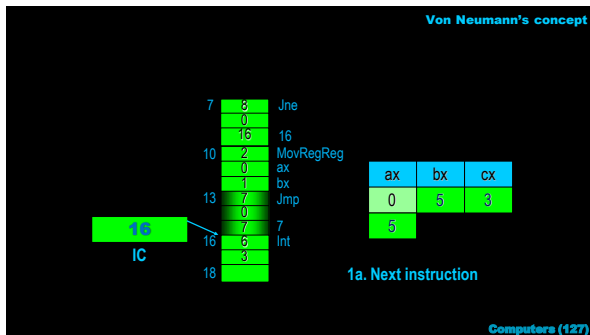 Von Neumann's concept
7 8 Jne
0
16 16
10 2 MovRegReg
0 ax
1 bx
13 7 Jmp
0
7 7
16 6 Int
3
18
16
IC
ax bx cx
0 5 3
5
1a. Next instruction
Computers (127)